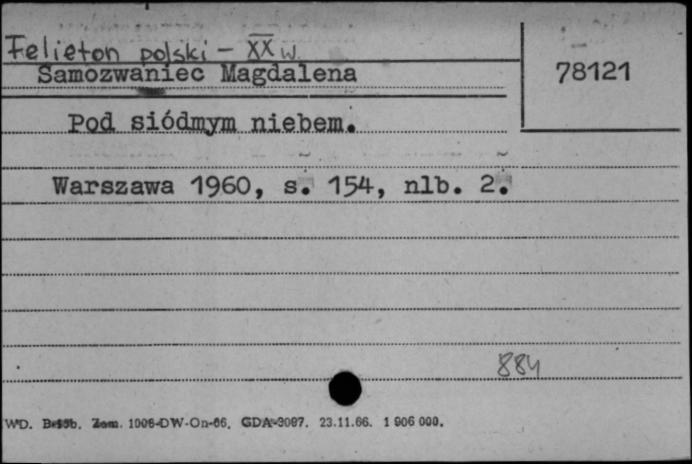 Felieton polski - XX w.
Samozwaniec Magdalena
78121
Pod siódmym niebem.
Warszawa 1960, s. 154, nlb. 2.
884
WD. Zam. 1006-DW-On-66. GDA-3097. 23.11.66. 1 906 000.